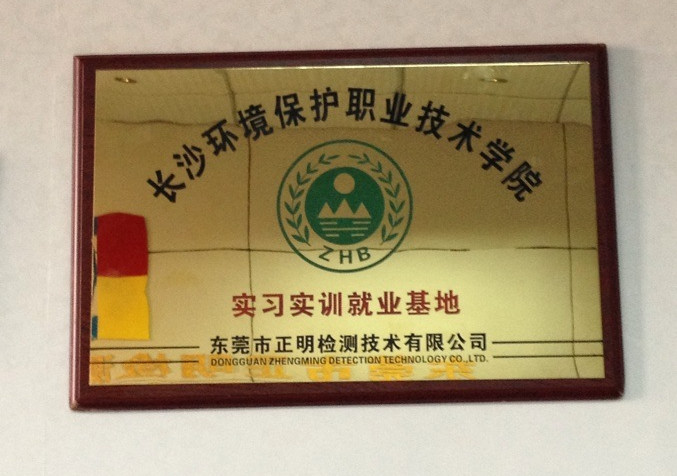 长沙环境保护职业技术学院
ZHB
实习实训就业基地
东莞市正明检测技术有限公司
DONGGUAN ZHENGMING DETECTION TECHNOLOGY CO.,LTD.